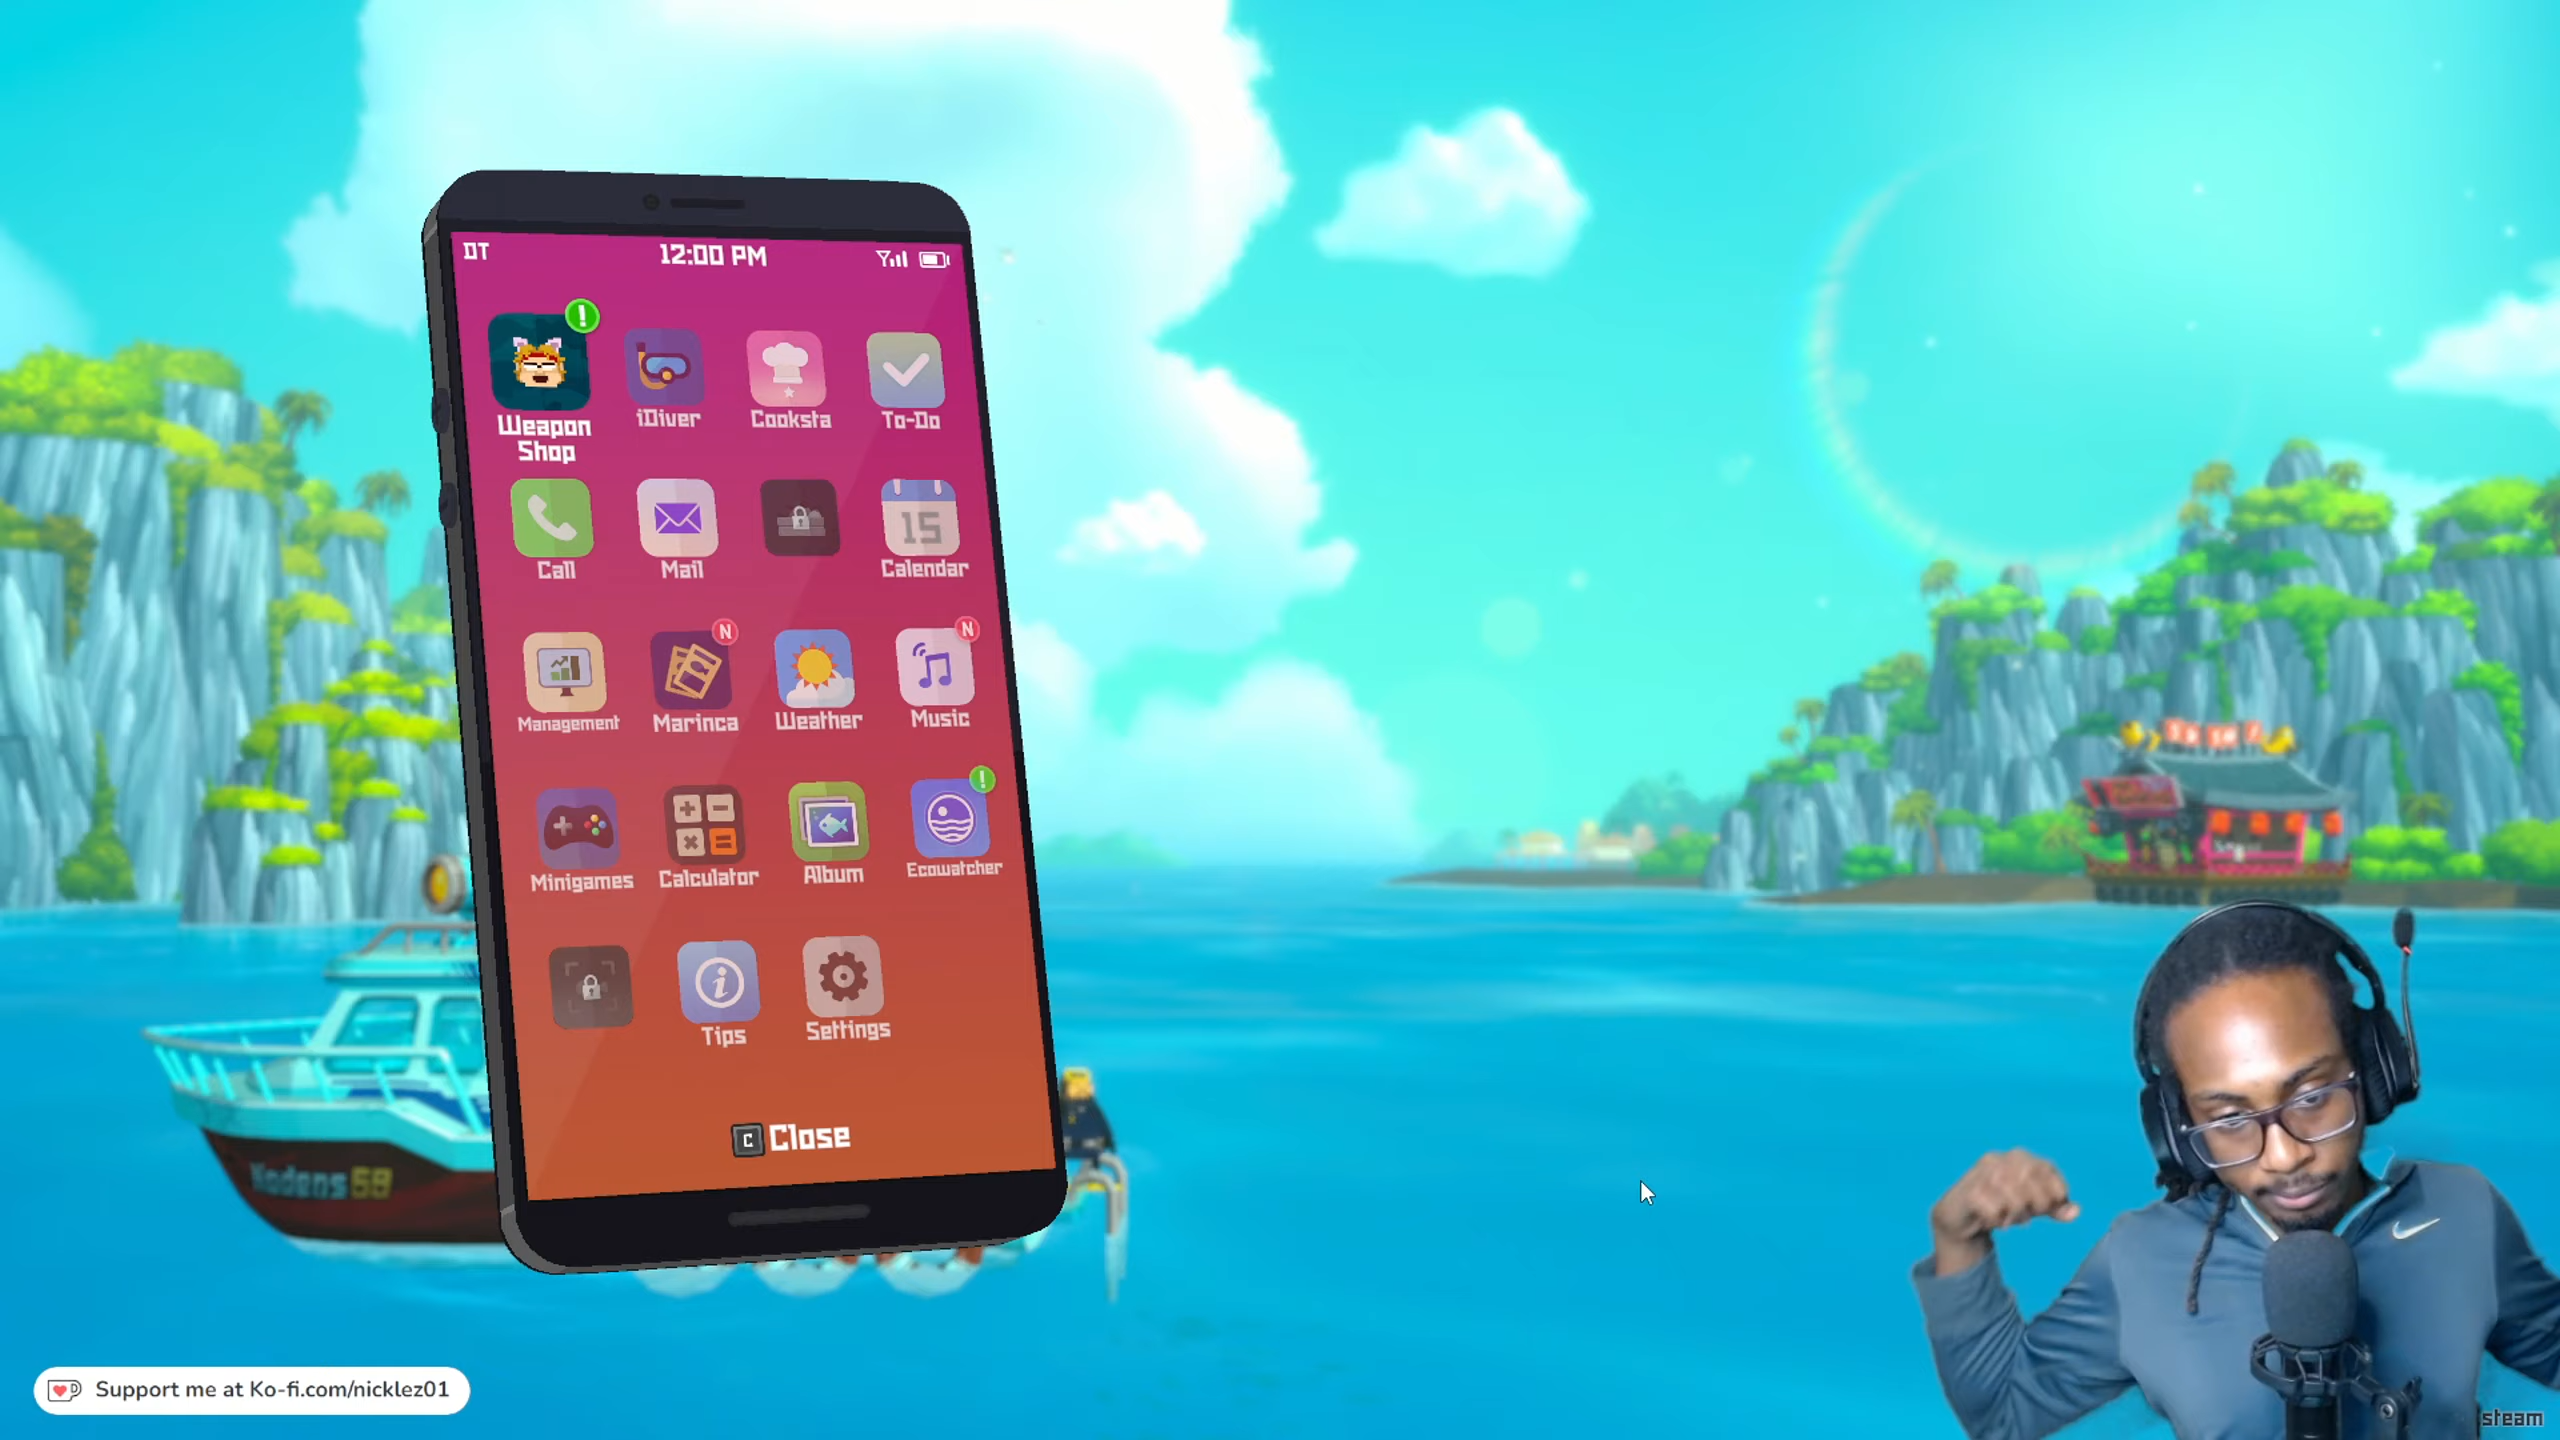 DT
12:00 PM
Weapon
Shop
iDiver
Cooksta
To-Do
Call
Mail
15
Calendar
N
N
Management
Marinca
Weather
Music
Minigames
Calculator
Album
Ecowatcher
Tips
Settings
C Close
Kodens68
Support me at Ko-fi.com/nicklez01
steam